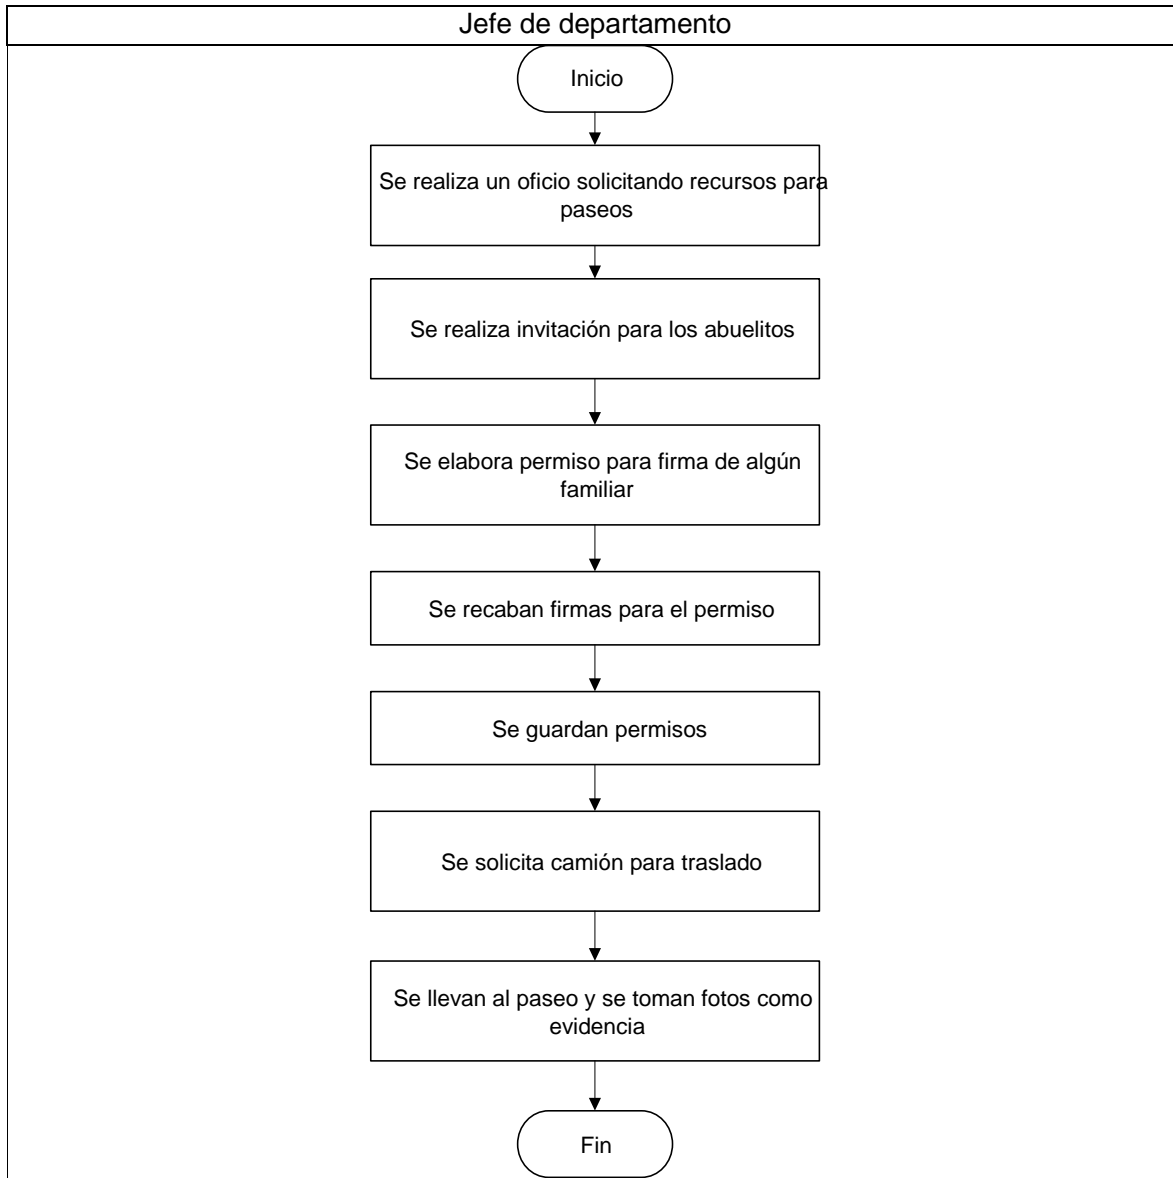 Jefe de departamento
Inicio
Se realiza un oficio solicitando recursos para
paseos
Se realiza invitación para los abuelitos
Se elabora permiso para firma de algún
familiar
Se recaban firmas para el permiso
Se guardan permisos
Se solicita camión para traslado
Se llevan al paseo y se toman fotos como
evidencia
Fin